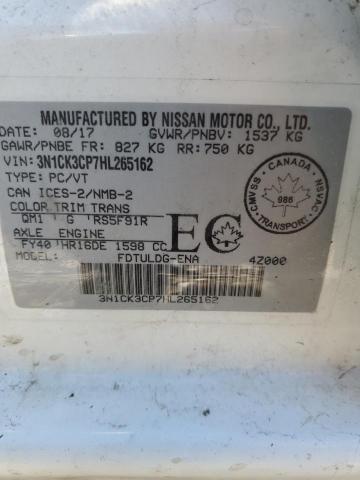 MANUFACTURED BY NISSAN MOTOR CO., LTD.
DATE: 08/17 GVWR/PNBV: 1537 KG
GAWR/PNBE FR: 827 KG RR: 750 KG
VIN: 3N1CK3CP7HL265162
TYPE: PC/VT
CAN ICES-2/NMB-2
COLOR TRIM TRANS
QM1 G RS5F91R
AXLE ENGINE
FY40 HR16DE 1598 CC
MODEL: FDTULDG-ENA 4Z000
3N1CK3CP7HL265162
EC
CANADA
CMVSS
NSVAC
986
TRANSPORT